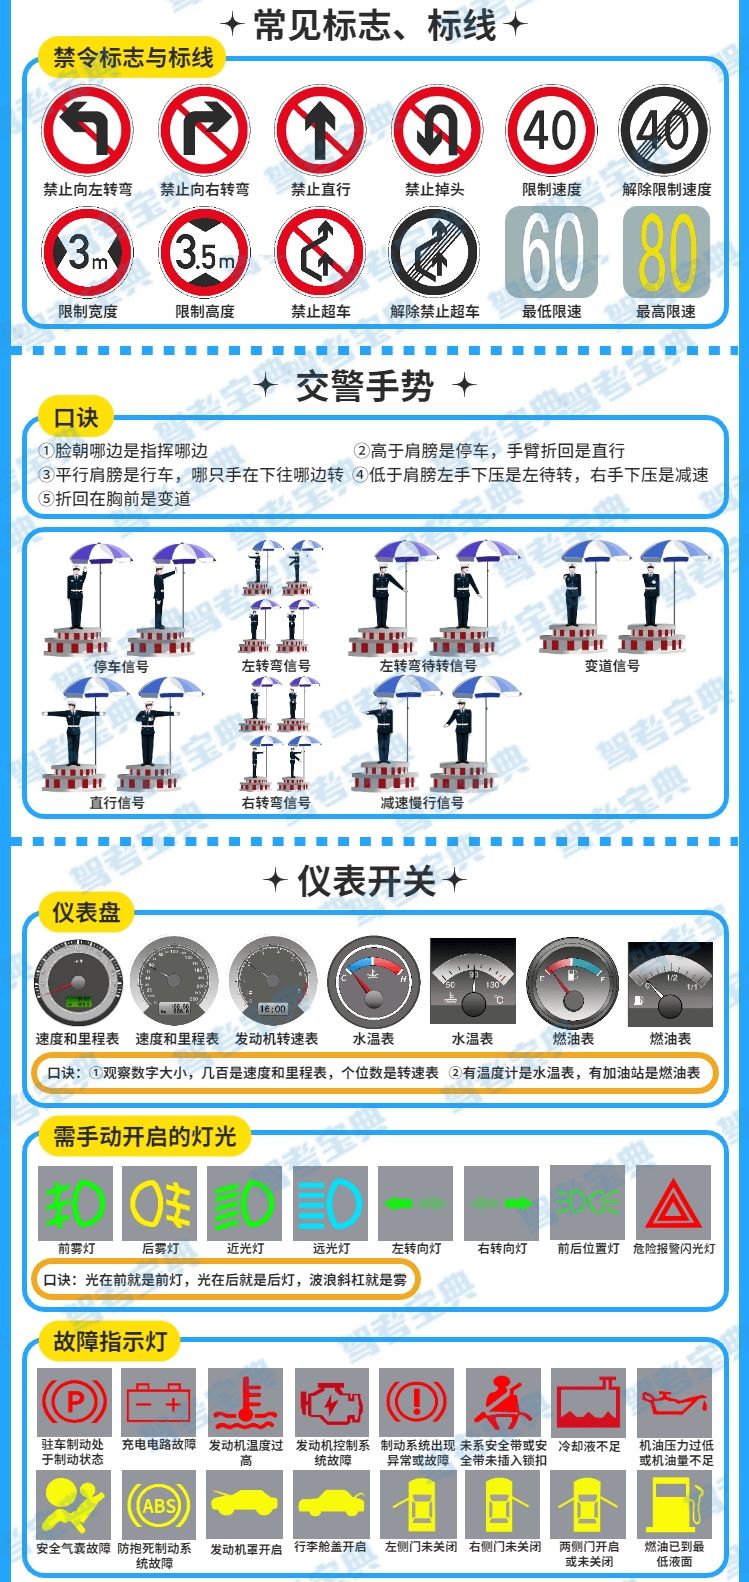 常见标志、标线
禁令标志与标线
40
40
禁止向左转弯 禁止向右转弯 禁止直行 禁止掉头 限制速度 解除限制速度
3m
3.5m
60
80
限制宽度 限制高度 禁止超车 解除禁止超车 最低限速 最高限速
交警手势
口诀
①脸朝哪边是指挥哪边 ②高于肩膀是停车，手臂折回是直行
③平行肩膀是行车，哪只手在下往哪边转 ④低于肩膀左手下压是左待转，右手下压是减速
⑤折回在胸前是变道
停车信号 左转弯信号 左转弯待转信号 变道信号
直行信号 右转弯信号 减速慢行信号
仪表开关
仪表盘
16:00
C H
50 90 130 ℃
E F
0 1/2 1/1
速度和里程表 速度和里程表 发动机转速表 水温表 水温表 燃油表 燃油表
口诀：①观察数字大小，几百是速度和里程表，个位数是转速表 ②有温度计是水温表，有加油站是燃油表
需手动开启的灯光
前雾灯 后雾灯 近光灯 远光灯 左转向灯 右转向灯 前后位置灯 危险报警闪光灯
口诀：光在前就是前灯，光在后就是后灯，波浪斜杠就是雾
故障指示灯
P
驻车制动处 充电电路故障 发动机温度过 发动机控制系 制动系统出现 未系安全带或安 冷却液不足 机油压力过低
于制动状态 高 统故障 异常或故障 全带未插入锁扣 或机油量不足
ABS
安全气囊故障 防抱死制动系 发动机罩开启 行李舱盖开启 左侧门未关闭 右侧门未关闭 两侧门开启 燃油已到最
统故障 或未关闭 低液面
驾考宝典